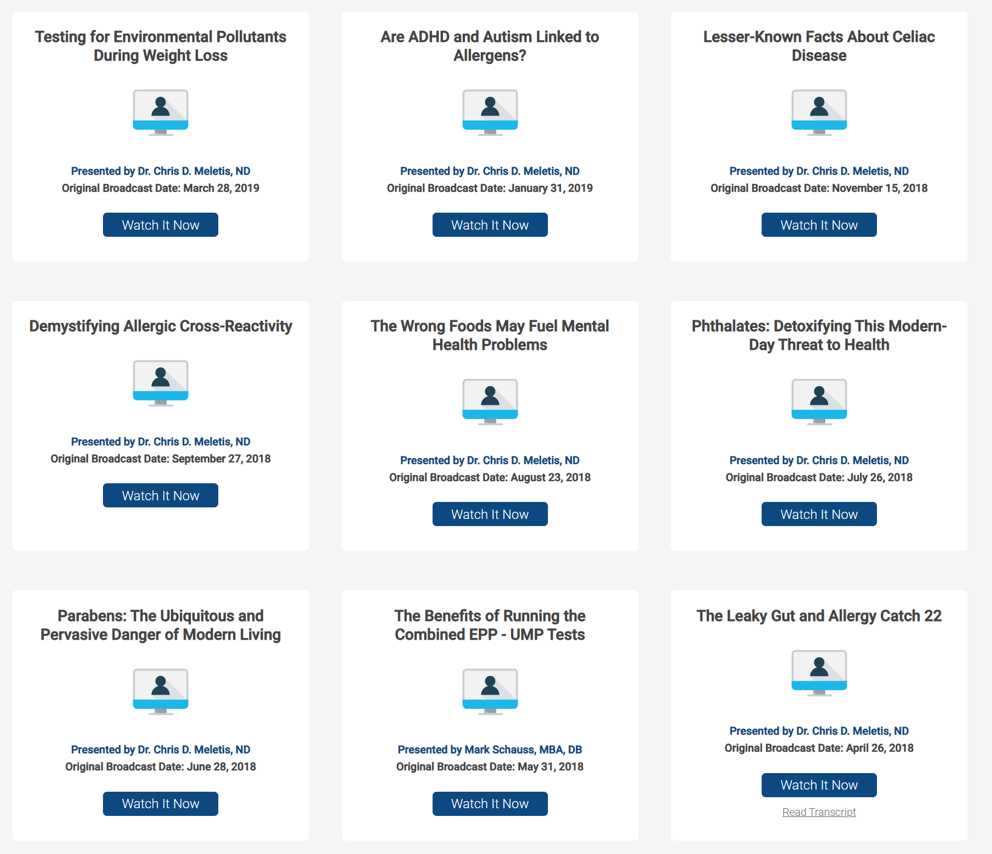 Testing for Environmental Pollutants
During Weight Loss
Presented by Dr. Chris D. Meletis, ND
Original Broadcast Date: March 28, 2019
Watch It Now
Are ADHD and Autism Linked to
Allergens?
Presented by Dr. Chris D. Meletis, ND
Original Broadcast Date: January 31, 2019
Watch It Now
Lesser-Known Facts About Celiac
Disease
Presented by Dr. Chris D. Meletis, ND
Original Broadcast Date: November 15, 2018
Watch It Now
Demystifying Allergic Cross-Reactivity
Presented by Dr. Chris D. Meletis, ND
Original Broadcast Date: September 27, 2018
Watch It Now
The Wrong Foods May Fuel Mental
Health Problems
Presented by Dr. Chris D. Meletis, ND
Original Broadcast Date: August 23, 2018
Watch It Now
Phthalates: Detoxifying This Modern-
Day Threat to Health
Presented by Dr. Chris D. Meletis, ND
Original Broadcast Date: July 26, 2018
Watch It Now
Parabens: The Ubiquitous and
Pervasive Danger of Modern Living
Presented by Dr. Chris D. Meletis, ND
Original Broadcast Date: June 28, 2018
Watch It Now
The Benefits of Running the
Combined EPP - UMP Tests
Presented by Mark Schauss, MBA, DB
Original Broadcast Date: May 31, 2018
Watch It Now
The Leaky Gut and Allergy Catch 22
Presented by Dr. Chris D. Meletis, ND
Original Broadcast Date: April 26, 2018
Watch It Now
Read Transcript